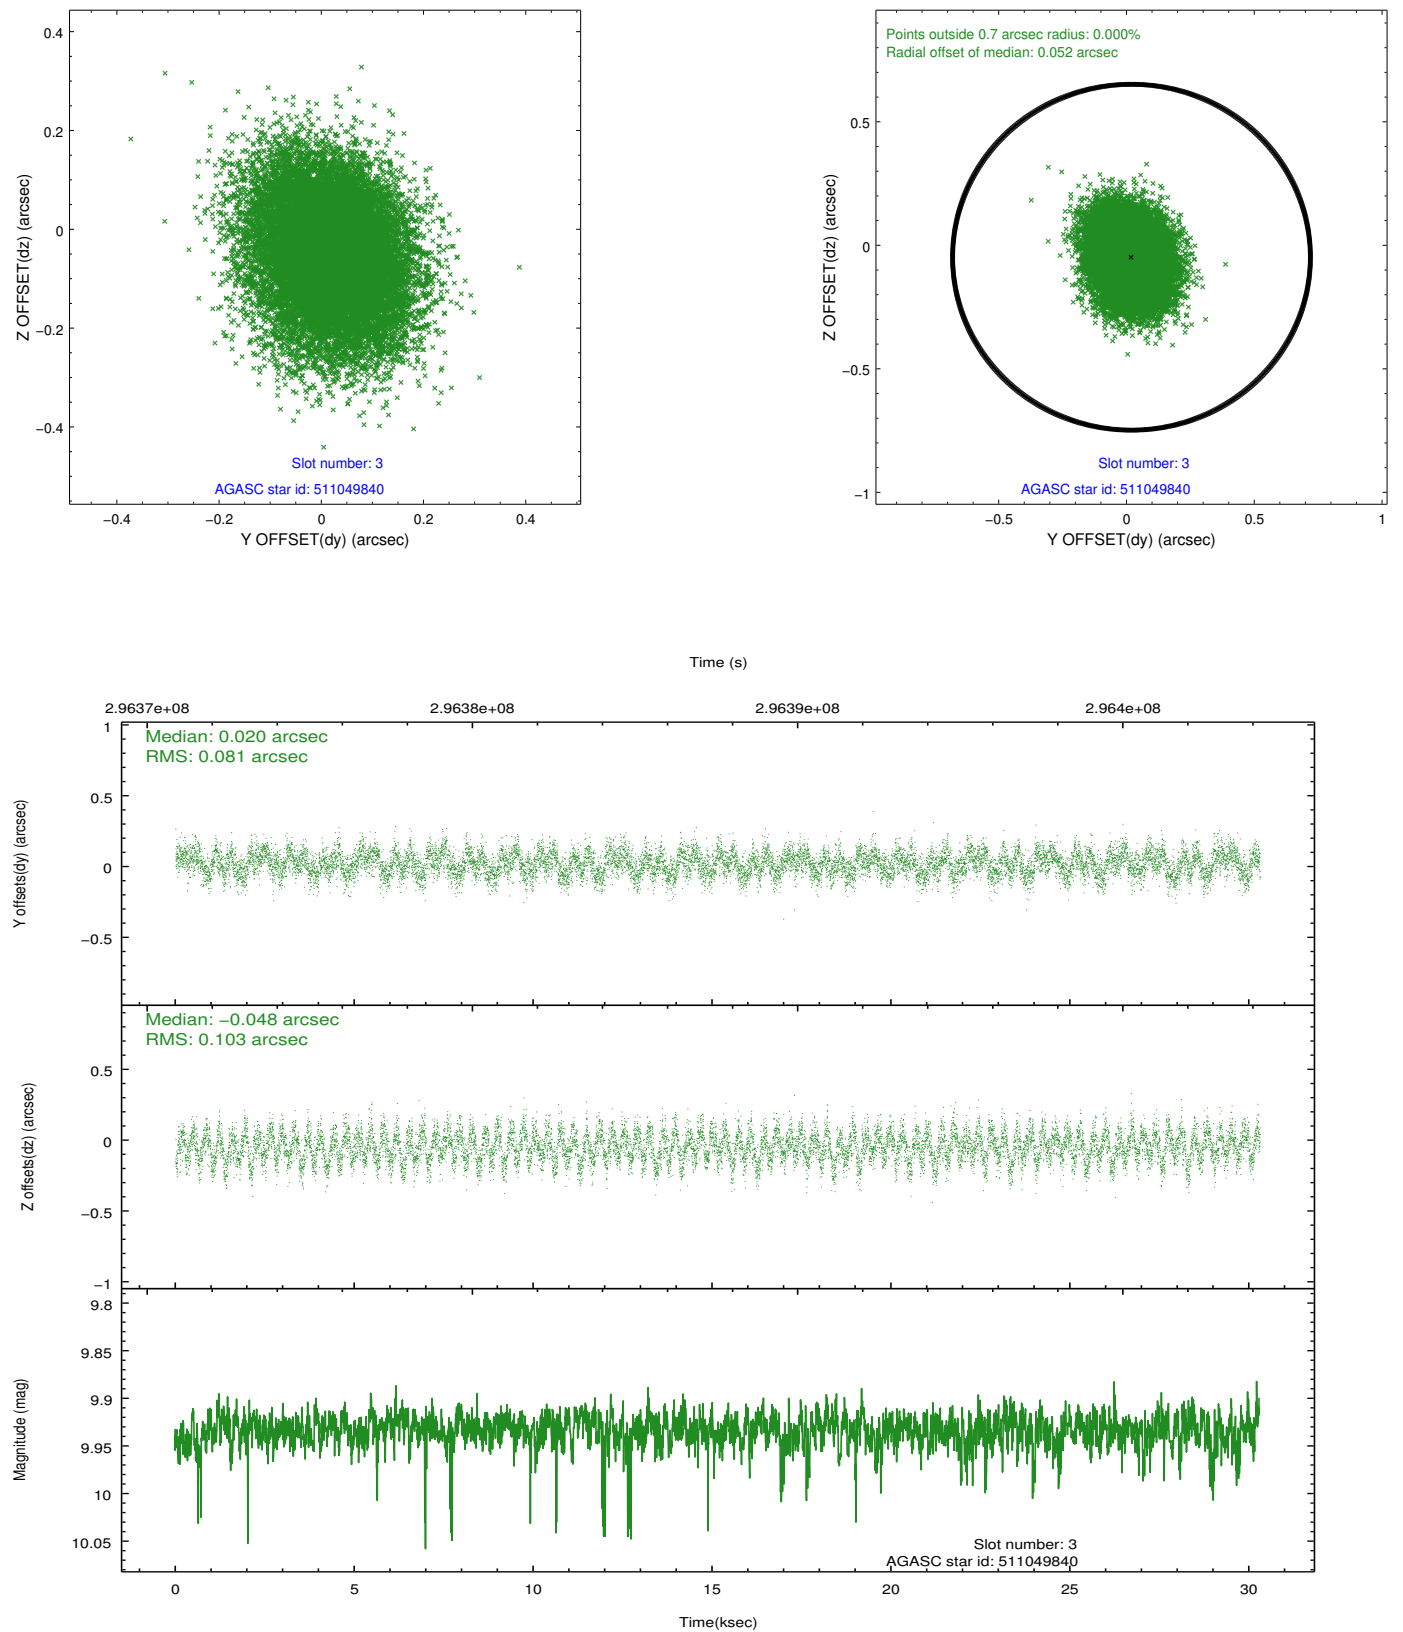 0.4
0.2
0
−0.2
−0.4
Z OFFSET(dz) (arcsec)
Slot number: 3
AGASC star id: 511049840
−0.4
−0.2
0
0.2
0.4
Y OFFSET(dy) (arcsec)
Points outside 0.7 arcsec radius: 0.000%
Radial offset of median: 0.052 arcsec
0.5
0
−0.5
−1
Z OFFSET(dz) (arcsec)
Slot number: 3
AGASC star id: 511049840
−0.5
0
0.5
1
Y OFFSET(dy) (arcsec)
Time (s)
2.9637e+08
2.9638e+08
2.9639e+08
2.964e+08
Median: 0.020 arcsec
RMS: 0.081 arcsec
1
0.5
0
−0.5
Y offsets(dy) (arcsec)
Median: −0.048 arcsec
RMS: 0.103 arcsec
0.5
0
−0.5
−1
Z offsets(dz) (arcsec)
9.8
9.85
9.9
9.95
10
10.05
Magnitude (mag)
Slot number: 3
AGASC star id: 511049840
0
5
10
15
20
25
30
Time(ksec)